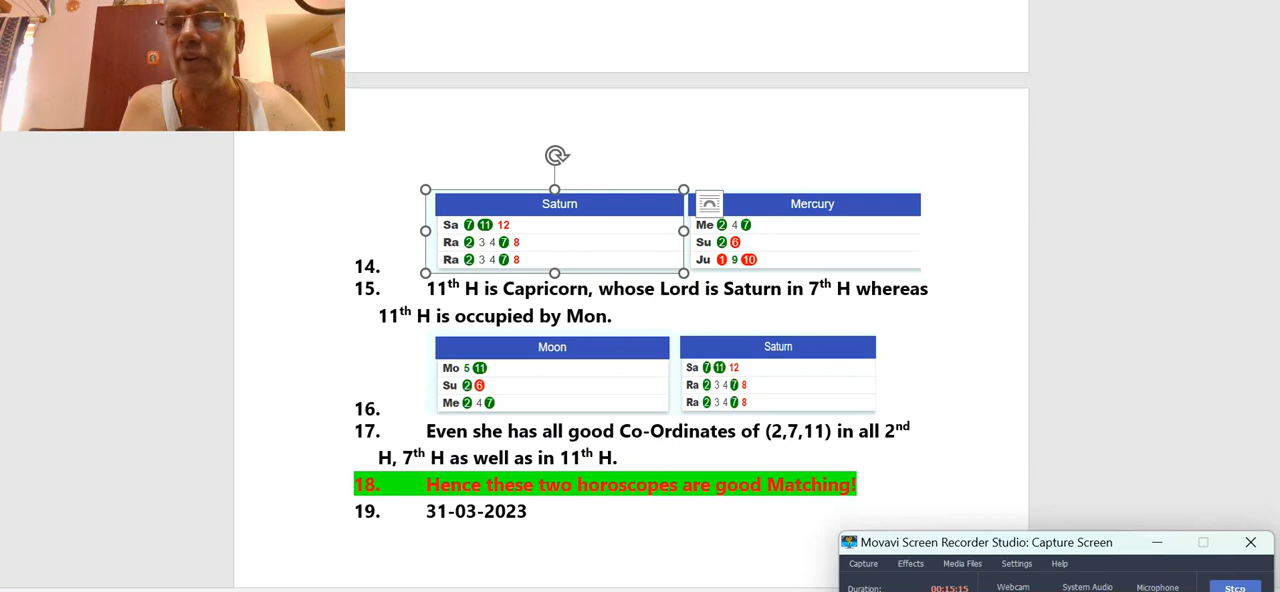 Saturn Mercury
Sa 7 11 12 Me 2 4 7
Ra 2 3 4 7 8 Su 2 6
Ra 2 3 4 7 8 Ju 1 9 10
14.
15. 11th H is Capricorn, whose Lord is Saturn in 7th H whereas
11th H is occupied by Mon.
Moon Saturn
Mo 5 11 Sa 7 11 12
Su 2 6 Ra 2 3 4 7 8
Me 2 4 7 Ra 2 3 4 7 8
16.
17. Even she has all good Co-Ordinates of (2,7,11) in all 2nd
H, 7th H as well as in 11th H.
18. Hence these two horoscopes are good Matching!
19. 31-03-2023
Movavi Screen Recorder Studio: Capture Screen
Capture Effects Media Files Settings Help
Duration: 00:15:15 Webcam System Audio Microphone Stop